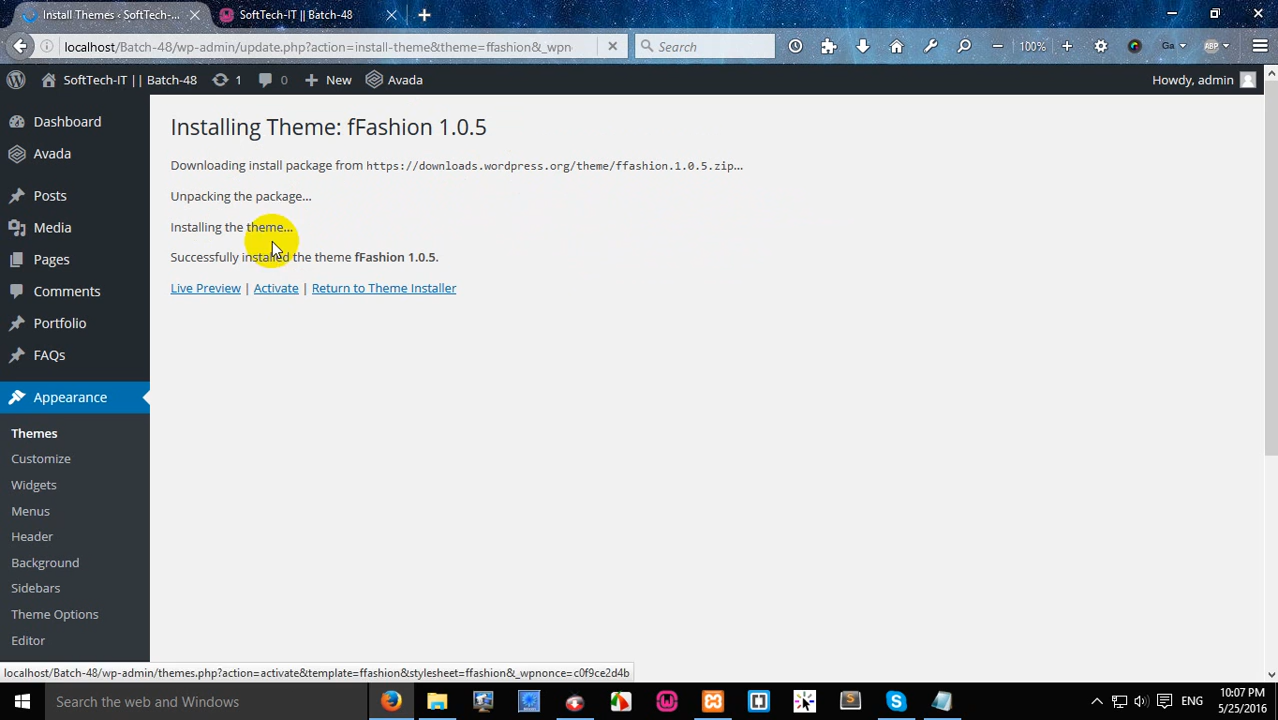 Install Themes ‹ SoftTech-...
SoftTech-IT || Batch-48
localhost/Batch-48/wp-admin/update.php?action=install-theme&theme=ffashion&_wpn
Search
100%
Ga
ABP
SoftTech-IT || Batch-48
1
0
New
Avada
Howdy, admin
Dashboard
Avada
Posts
Media
Pages
Comments
Portfolio
FAQs
Appearance
Themes
Customize
Widgets
Menus
Header
Background
Sidebars
Theme Options
Editor
Installing Theme: fFashion 1.0.5
Downloading install package from https://downloads.wordpress.org/theme/ffashion.1.0.5.zip…
Unpacking the package…
Installing the theme…
Successfully installed the theme fFashion 1.0.5.
Live Preview | Activate | Return to Theme Installer
localhost/Batch-48/wp-admin/themes.php?action=activate&template=ffashion&stylesheet=ffashion&_wpnonce=c0f9ce2d4b
Search the web and Windows
ENG
10:07 PM
5/25/2016